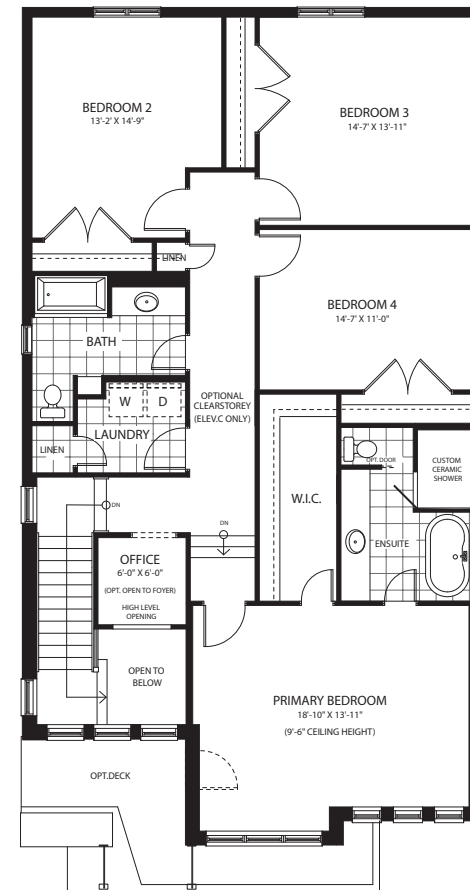 BEDROOM 2
13'-2' X 14'-9"
BEDROOM 3
14'-7" X 13'-11"
LINEN
BEDROOM 4
14'-7" X 11'-0"
BATH
W
D
OPTIONAL
CLEARSTOREY
(ELEV.C ONLY)
LAUNDRY
LINEN
OPT.DOOR
CUSTOM
CERAMIC
SHOWER
W.I.C.
DN
DN
ENSUITE
OFFICE
6'-0" X 6'-0"
(OPT. OPEN TO FOYER)
HIGH LEVEL
OPENING
OPEN TO
BELOW
PRIMARY BEDROOM
18'-10" X 13'-11"
(9'-6" CEILING HEIGHT)
OPT.DECK